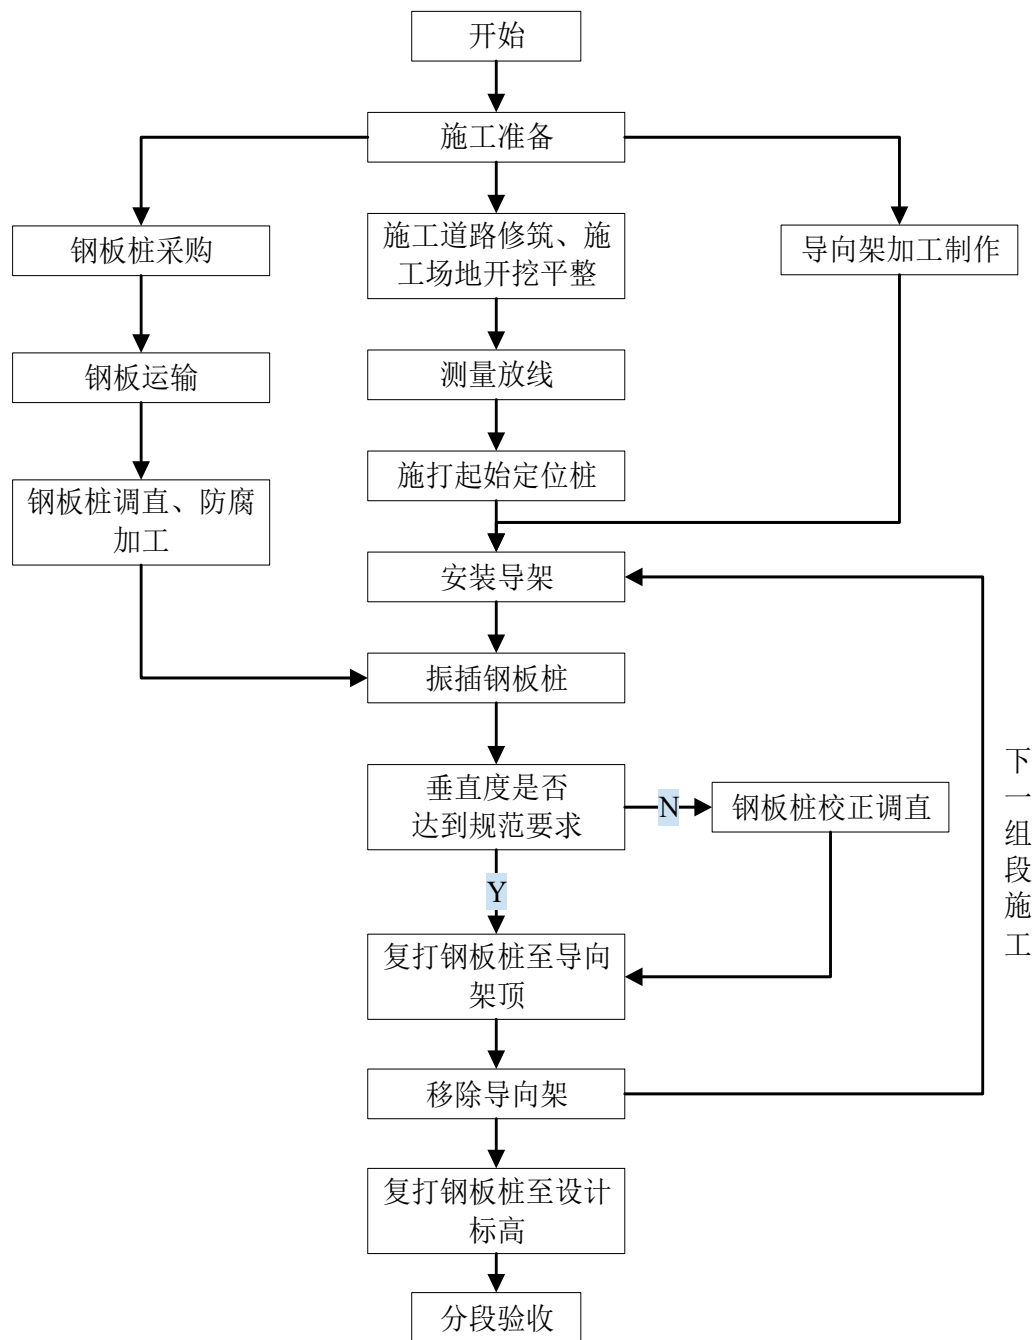 开始
施工准备
钢板桩采购
施工道路修筑、施
工场地开挖平整
导向架加工制作
钢板运输
测量放线
钢板桩调直、防腐
加工
施打起始定位桩
安装导架
振插钢板桩
垂直度是否
达到规范要求
N
钢板桩校正调直
下
一
组
段
施
工
Y
复打钢板桩至导向
架顶
移除导向架
复打钢板桩至设计
标高
分段验收